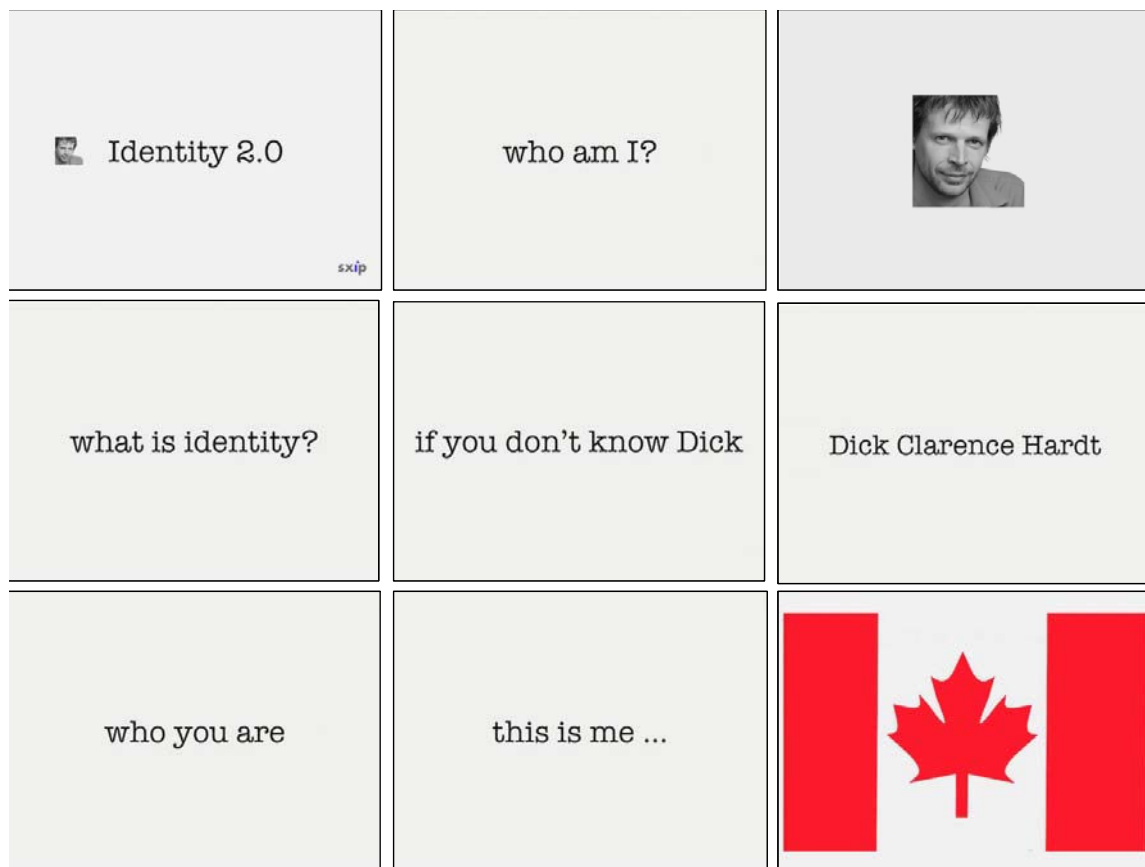 Identity 2.0
sxip
who am I?
what is identity?
if you don't know Dick
Dick Clarence Hardt
who you are
this is me ...